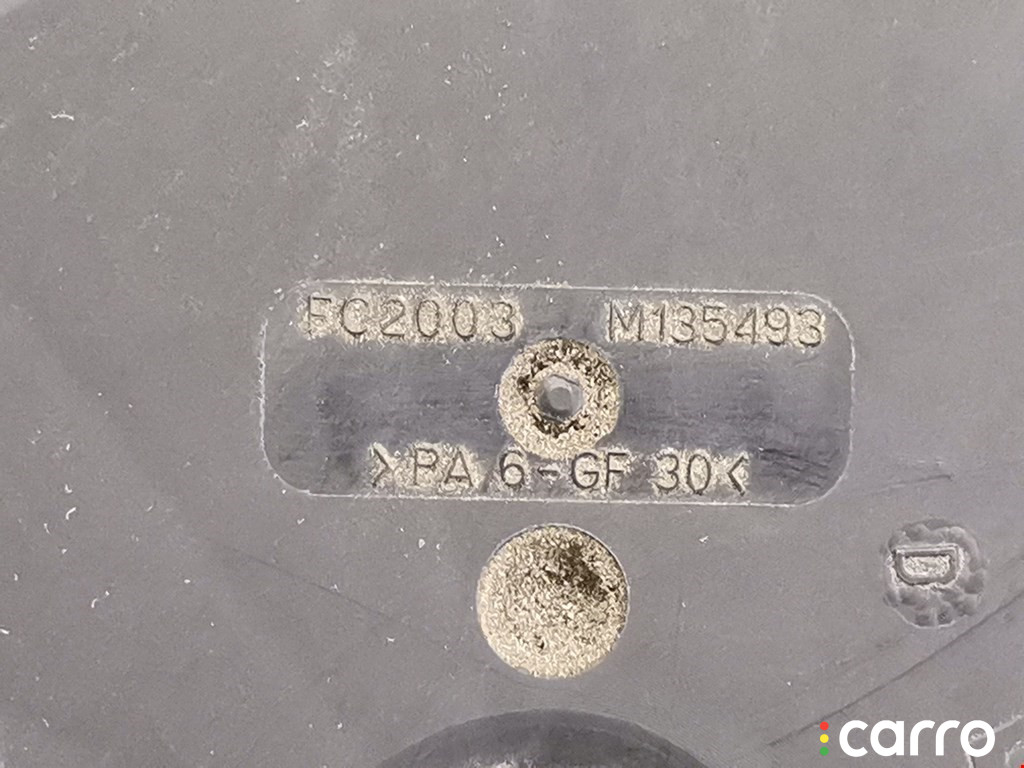 FC2003 M135493
>PA 6-GF 30<
D
carro